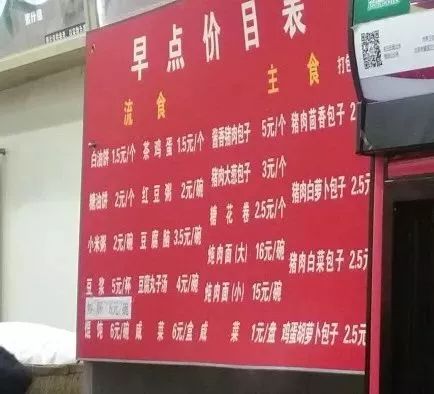 早点价目表
流食 主食 打包
白油饼 1.5元/个 茶鸡蛋 1.5元/个 香猪肉包子 5元/个 猪肉茴香包子 2
糖油饼 2元/个 红豆粥 2元/碗 猪肉大葱包子 3元/个 猪肉白萝卜包子 2.5元
小米粥 2元/碗 豆腐脑 3.5元/碗 糖花卷 2.5元/个 猪肉白菜包子 2.5元
炖肉面(大) 16元/碗
豆浆 5元/杯 豆腐丸子汤 4元/碗 炖肉面(小) 15元/碗
馄饨 6元/碗 咸菜 6元/盒 咸菜 1元/盘 鸡蛋胡萝卜包子 2.5元